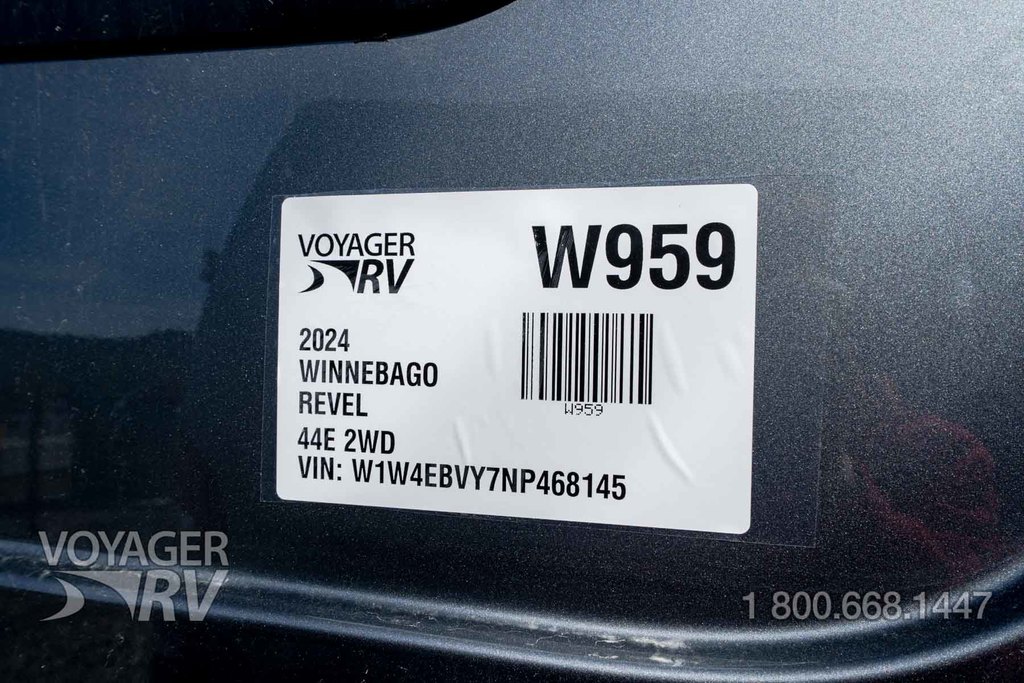 VOYAGER
RV
W959
W959
2024
WINNEBAGO
REVEL
44E 2WD
VIN: W1W4EBVY7NP468145
VOYAGER
RV
1 800.668.1447